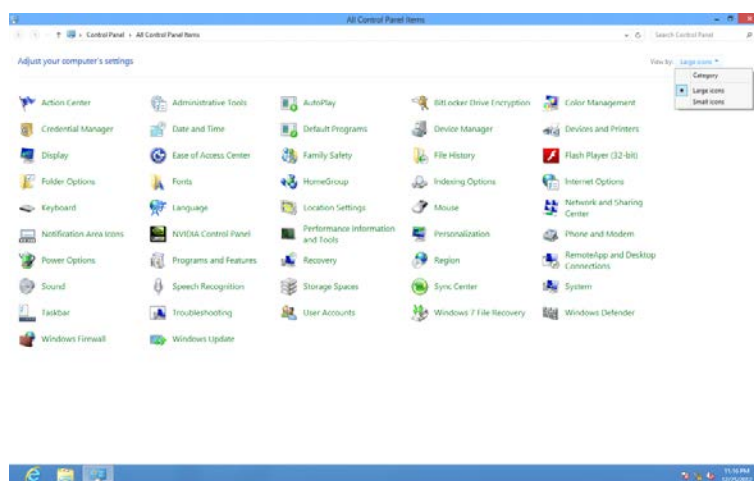 All Control Panel Items
Control Panel All Control Panel Items
Search Control Panel
Adjust your computer's settings
View by: Large icons
Category
Large icons
Small icons
Action Center Administrative Tools AutoPlay BitLocker Drive Encryption Color Management
Credential Manager Date and Time Default Programs Device Manager Devices and Printers
Display Ease of Access Center Family Safety File History Flash Player (32-bit)
Folder Options Fonts HomeGroup Indexing Options Internet Options
Keyboard Language Location Settings Mouse Network and Sharing
Center
Notification Area Icons NVIDIA Control Panel Performance Information Personalization Phone and Modem
and Tools
Power Options Programs and Features Recovery Region RemoteApp and Desktop
Connections
Sound Speech Recognition Storage Spaces Sync Center System
Taskbar Troubleshooting User Accounts Windows 7 File Recovery Windows Defender
Windows Firewall Windows Update
11:16 PM